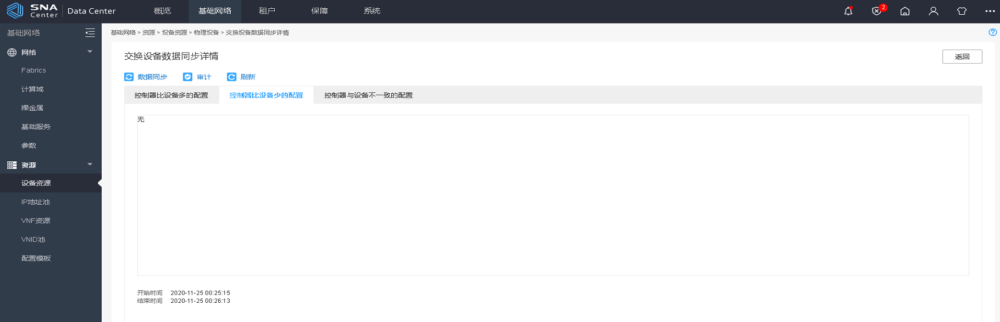 SNA Center Data Center 概览 基础网络 租户 保障 系统 2
基础网络
网络
Fabrics
计算域
裸金属
基础服务
参数
资源
设备资源
IP地址池
VNF资源
VNID池
配置模板
基础网络 > 资源 > 设备资源 > 物理设备 > 交换设备数据同步详情
交换设备数据同步详情
返回
数据同步 审计 刷新
控制器比设备多的配置 控制器比设备少的配置 控制器与设备不一致的配置
无
开始时间 2020-11-25 00:25:15
结束时间 2020-11-25 00:26:13